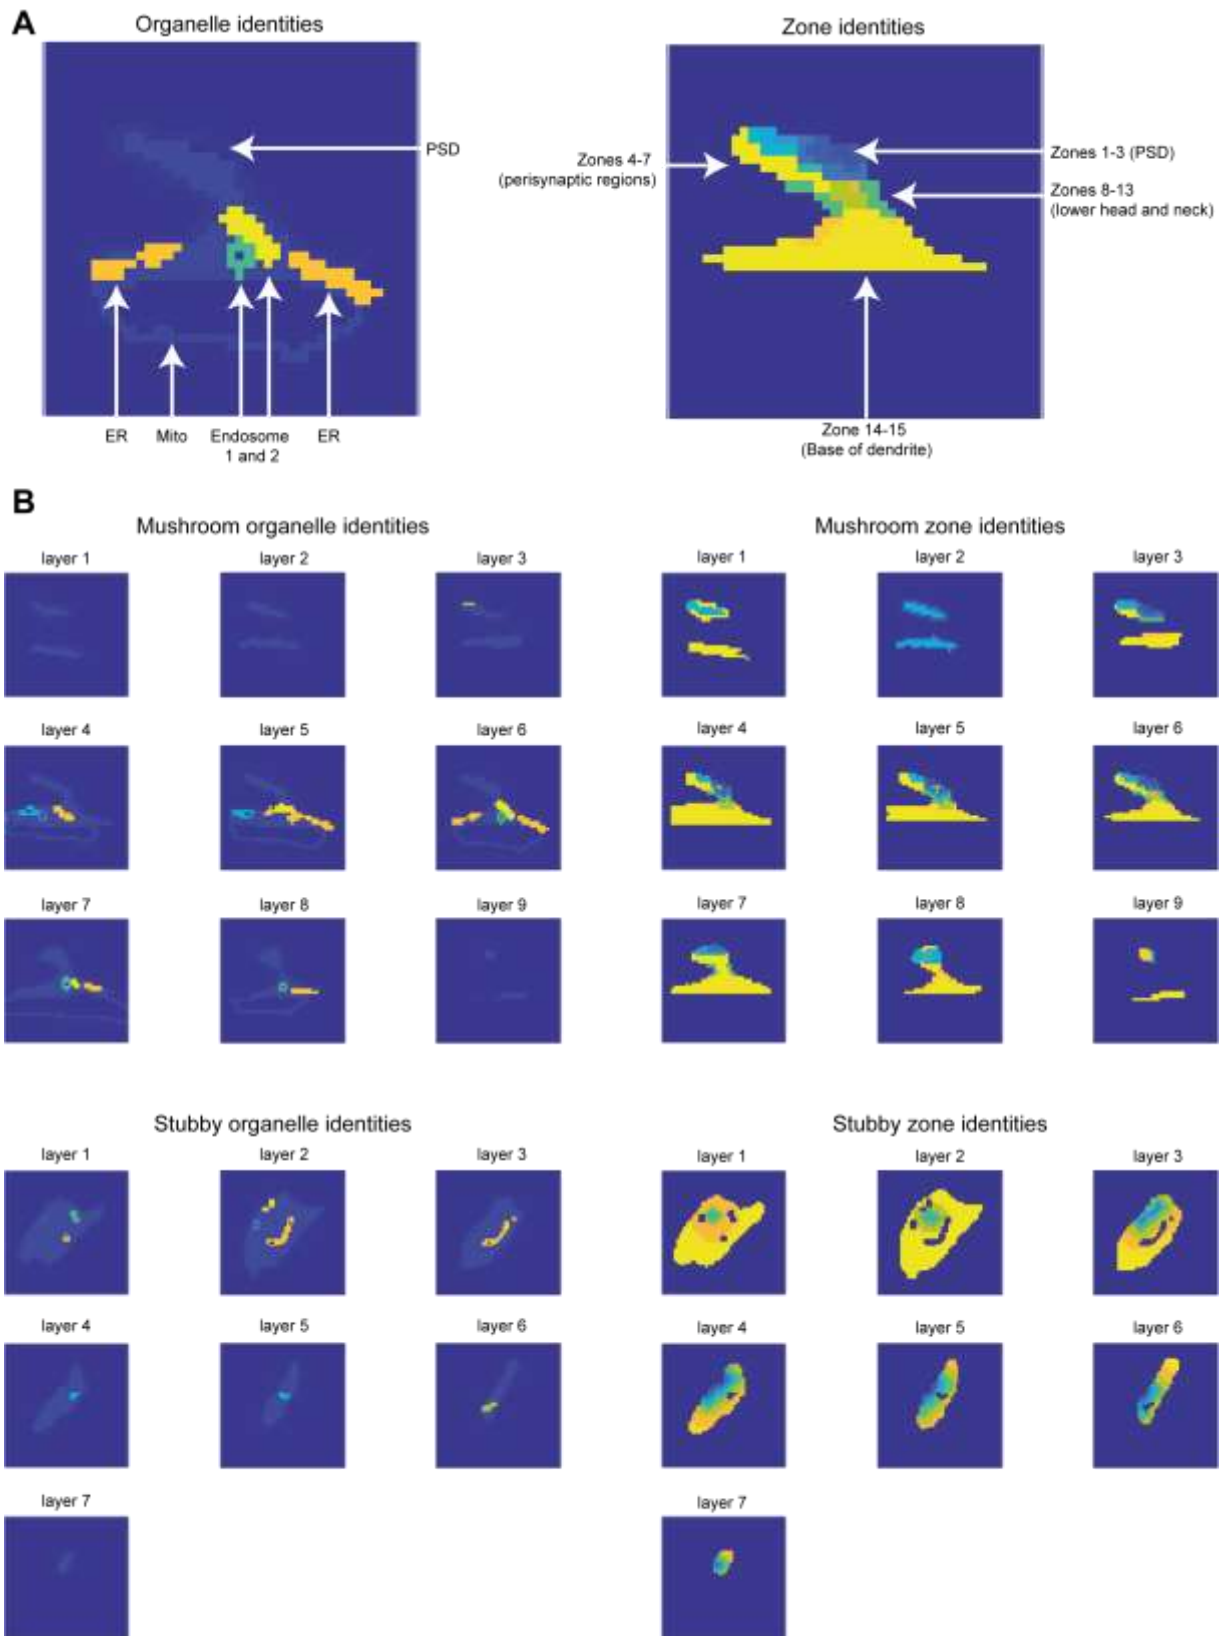 A
Organelle identities
Zone identities
PSD
Zones 4-7
(perisynaptic regions)
Zones 1-3 (PSD)
Zones 8-13
(lower head and neck)
ER
Mito
Endosome
1 and 2
ER
Zone 14-15
(Base of dendrite)
B
Mushroom organelle identities
Mushroom zone identities
layer 1
layer 2
layer 3
layer 1
layer 2
layer 3
layer 4
layer 5
layer 6
layer 4
layer 5
layer 6
layer 7
layer 8
layer 9
layer 7
layer 8
layer 9
Stubby organelle identities
Stubby zone identities
layer 1
layer 2
layer 3
layer 1
layer 2
layer 3
layer 4
layer 5
layer 6
layer 4
layer 5
layer 6
layer 7
layer 7